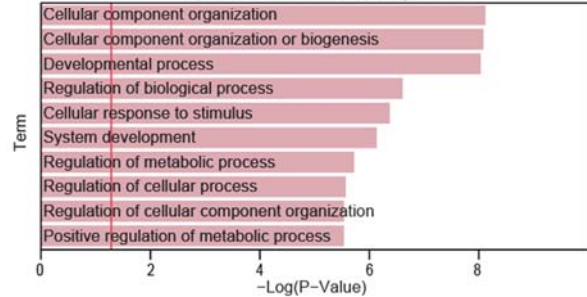 Cellular component organization
Cellular component organization or biogenesis
Developmental process
Regulation of biological process
Cellular response to stimulus
System development
Regulation of metabolic process
Regulation of cellular process
Regulation of cellular component organization
Positive regulation of metabolic process
Term
0 2 4 6 8
−Log(P-Value)